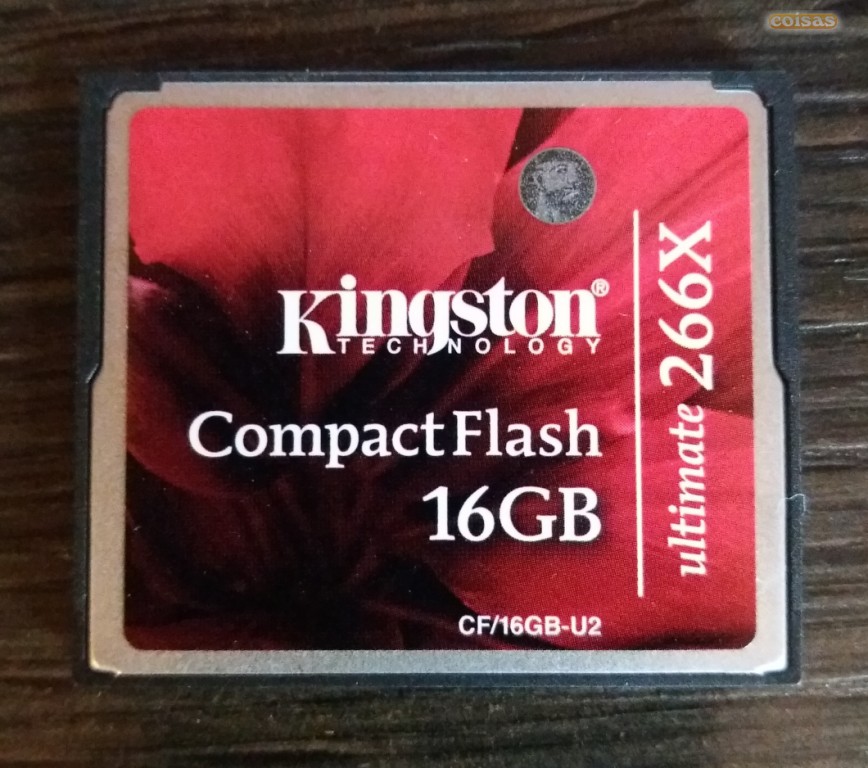 coisas
Kingston®
TECHNOLOGY
CompactFlash
16GB
CF/16GB-U2
ultimate 266X